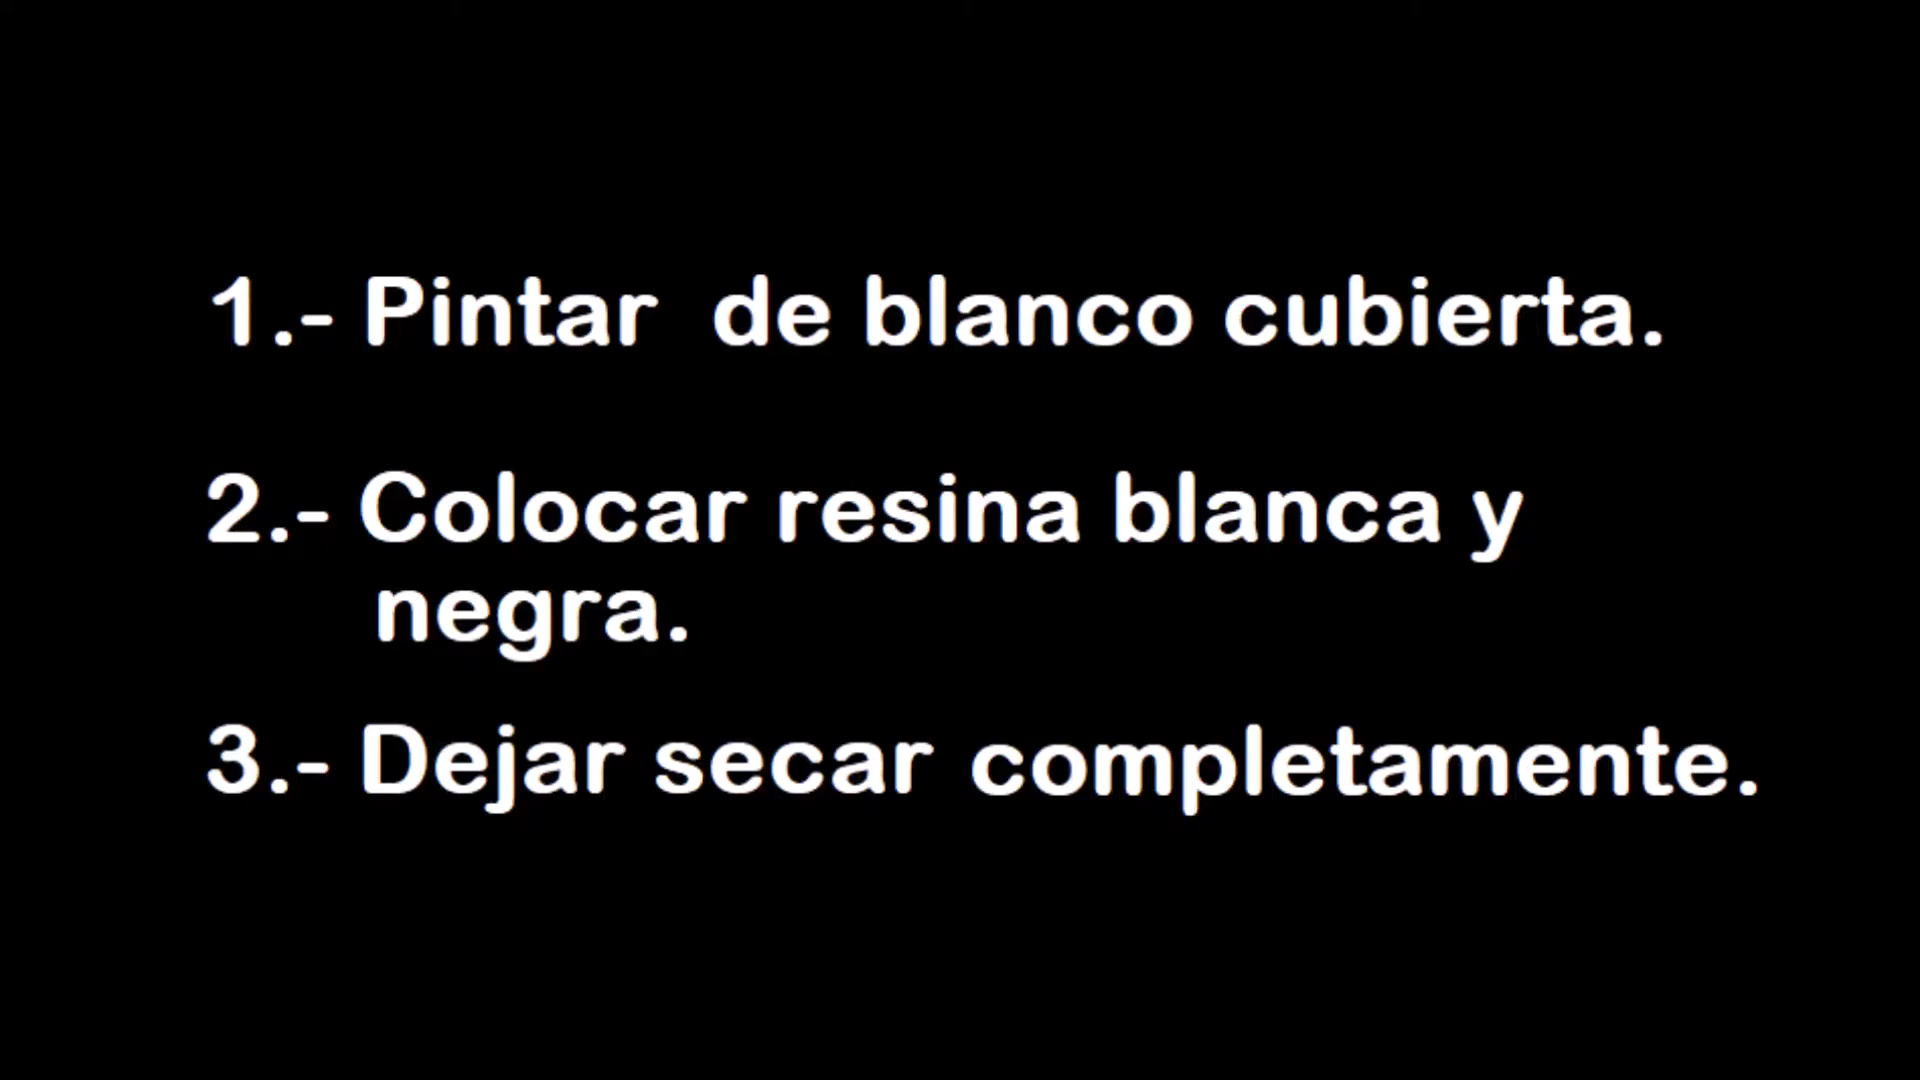 1.- Pintar  de blanco cubierta.
2.- Colocar resina blanca y
negra.
3.- Dejar secar completamente.